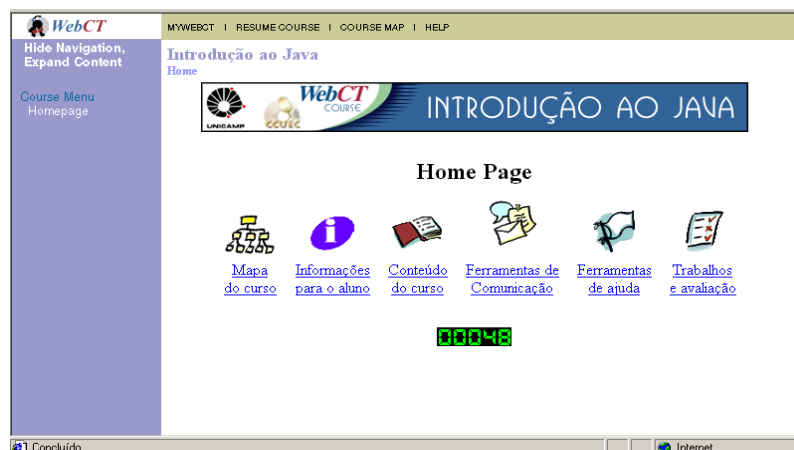 WebCT
MYWEBCT I RESUME COURSE I COURSE MAP I HELP
Hide Navigation,
Expand Content
Course Menu
Homepage
Introdução ao Java
Home
UNICAMP
CCUEC
WebCT
COURSE
INTRODUÇÃO AO JAVA
Home Page
Mapa
do curso
Informações
para o aluno
Conteúdo
do curso
Ferramentas de
Comunicação
Ferramentas
de ajuda
Trabalhos
e avaliação
00048
Concluído
Internet